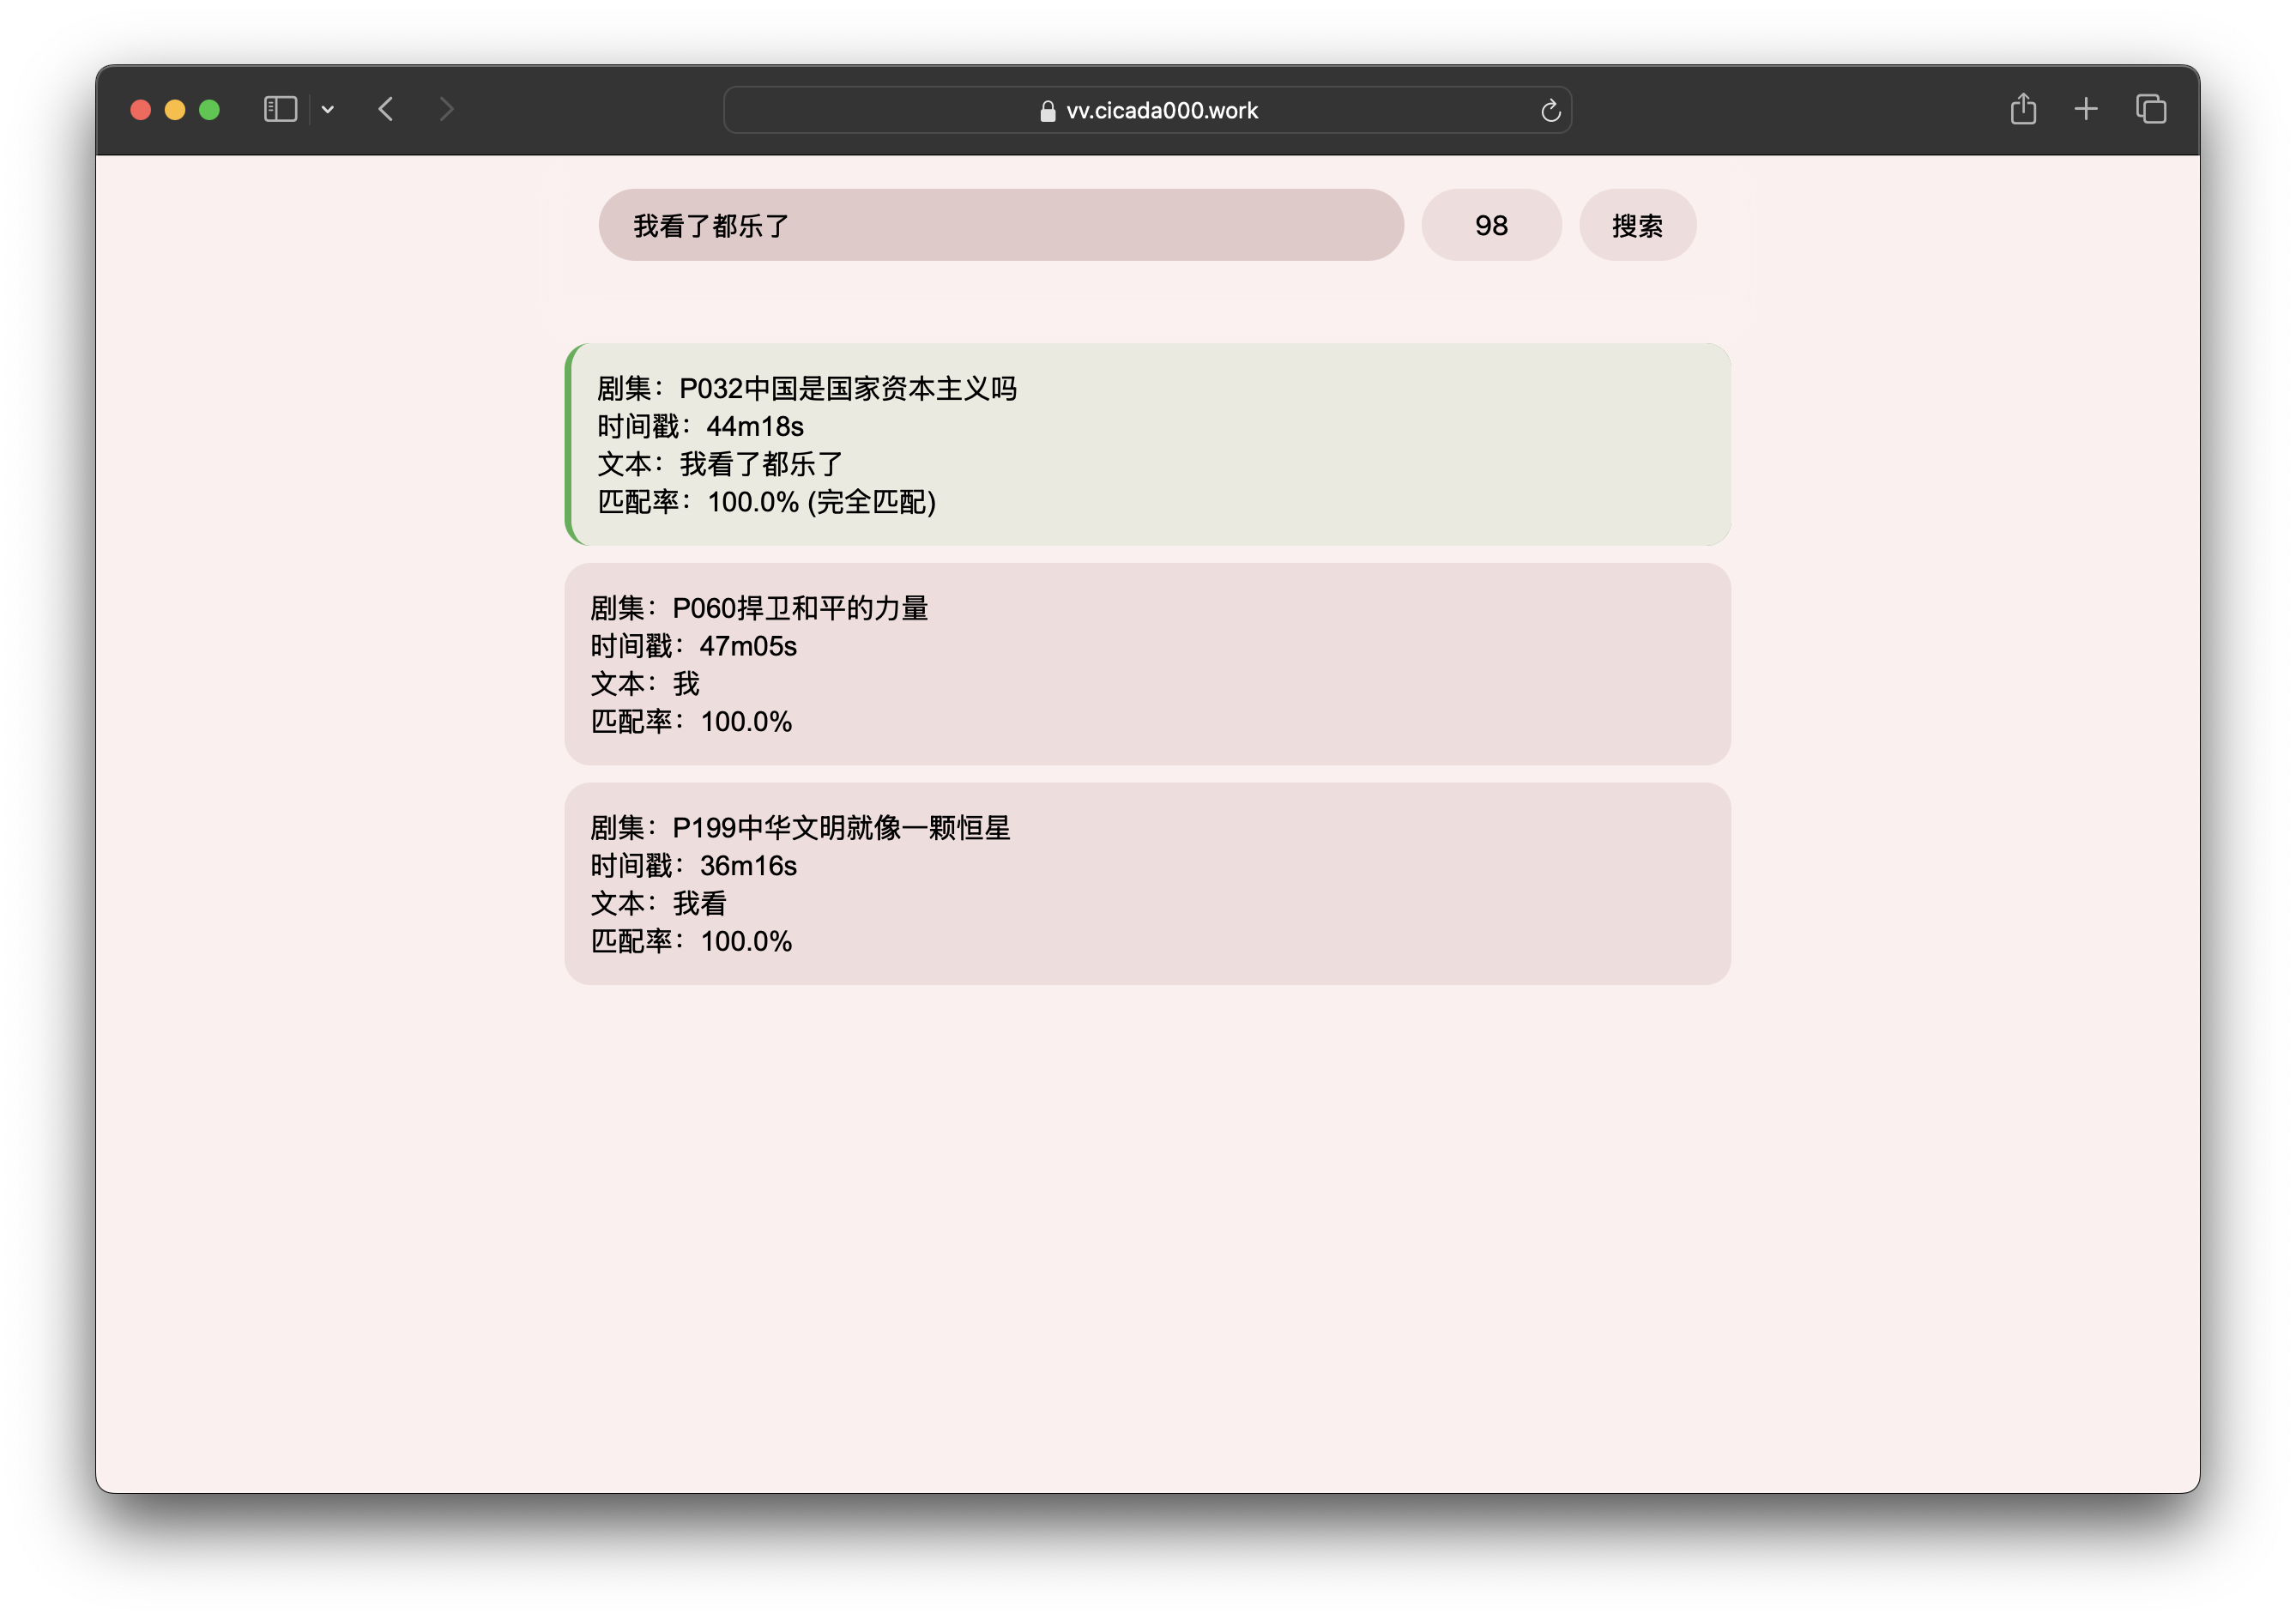 vv.cicada000.work
我看了都乐了 98 搜索
剧集：P032中国是国家资本主义吗
时间戳：44m18s
文本：我看了都乐了
匹配率：100.0% (完全匹配)
剧集：P060捍卫和平的力量
时间戳：47m05s
文本：我
匹配率：100.0%
剧集：P199中华文明就像一颗恒星
时间戳：36m16s
文本：我看
匹配率：100.0%